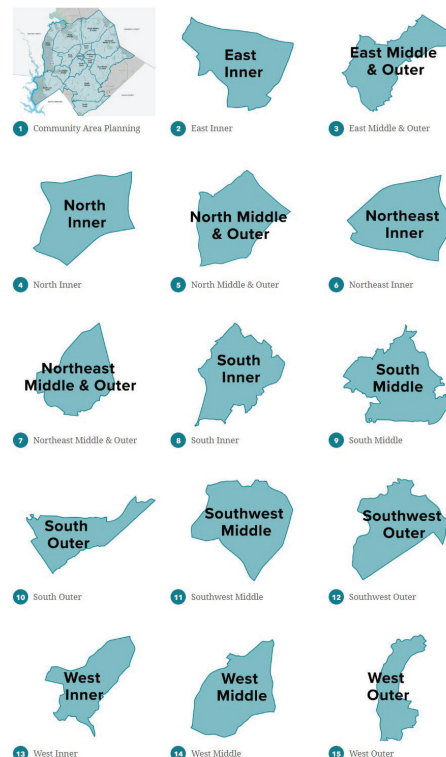 1 Community Area Planning
East
Inner
2 East Inner
East Middle
& Outer
3 East Middle & Outer
North
Inner
4 North Inner
North Middle
& Outer
5 North Middle & Outer
Northeast
Inner
6 Northeast Inner
Northeast
Middle & Outer
7 Northeast Middle & Outer
South
Inner
8 South Inner
South
Middle
9 South Middle
South
Outer
10 South Outer
Southwest
Middle
11 Southwest Middle
Southwest
Outer
12 Southwest Outer
West
Inner
13 West Inner
West
Middle
14 West Middle
West
Outer
15 West Outer